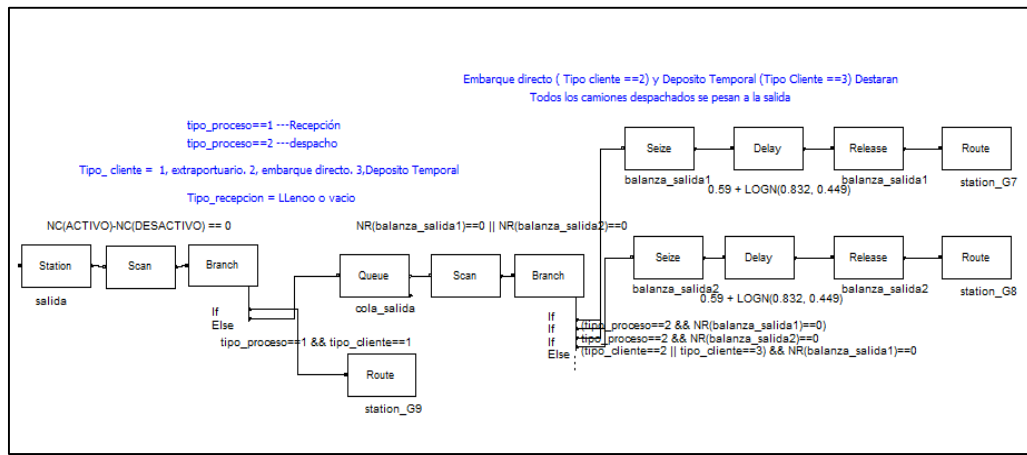 Embarque directo ( Tipo cliente ==2) y Deposito Temporal (Tipo Cliente ==3) Destaran
Todos los camiones despachados se pesan a la salida
tipo_proceso==1 ---Recepción
tipo_proceso==2 ---despacho
Tipo_ cliente = 1, extraportuario. 2, embarque directo. 3,Deposito Temporal
Tipo_recepcion = LLenoo o vacio
Seize
Delay
Release
Route
balanza_salida1
balanza_salida1
station_G7
0.59 + LOGN(0.832, 0.449)
NC(ACTIVO)-NC(DESACTIVO) == 0
NR(balanza_salida1)==0 || NR(balanza_salida2)==0
Station
Scan
Branch
Queue
Scan
Branch
Seize
Delay
Release
Route
salida
cola_salida
balanza_salida2
balanza_salida2
station_G8
0.59 + LOGN(0.832, 0.449)
If
Else
tipo_proceso==1 && tipo_cliente==1
If
If
If
Else
(tipo_proceso==2 && NR(balanza_salida1)==0)
tipo_proceso==2 && NR(balanza_salida2)==0
(tipo_cliente==2 || tipo_cliente==3) && NR(balanza_salida1)==0
Route
station_G9